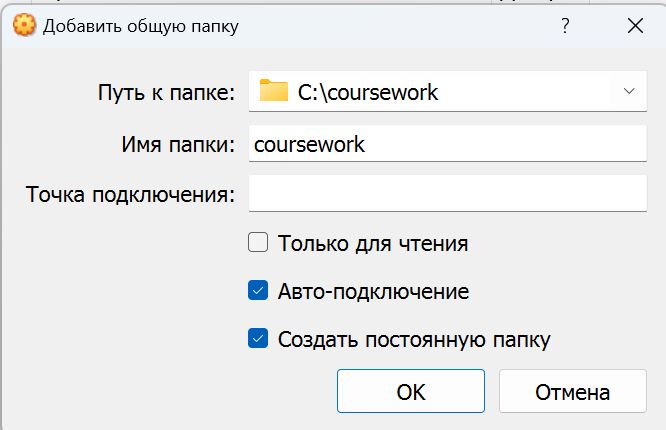 Добавить общую папку
Путь к папке: C:\coursework
Имя папки: coursework
Точка подключения:
Только для чтения
Авто-подключение
Создать постоянную папку
OK Отмена